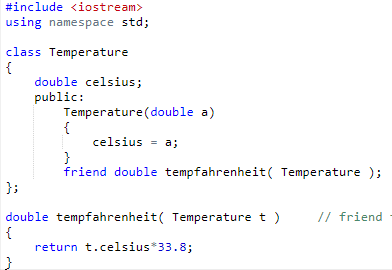 #include <iostream>
using namespace std;
class Temperature
{
double celsius;
public:
Temperature(double a)
{
celsius = a;
}
friend double tempfahrenheit( Temperature );
};
double tempfahrenheit( Temperature t ) // friend
{
return t.celsius*33.8;
}